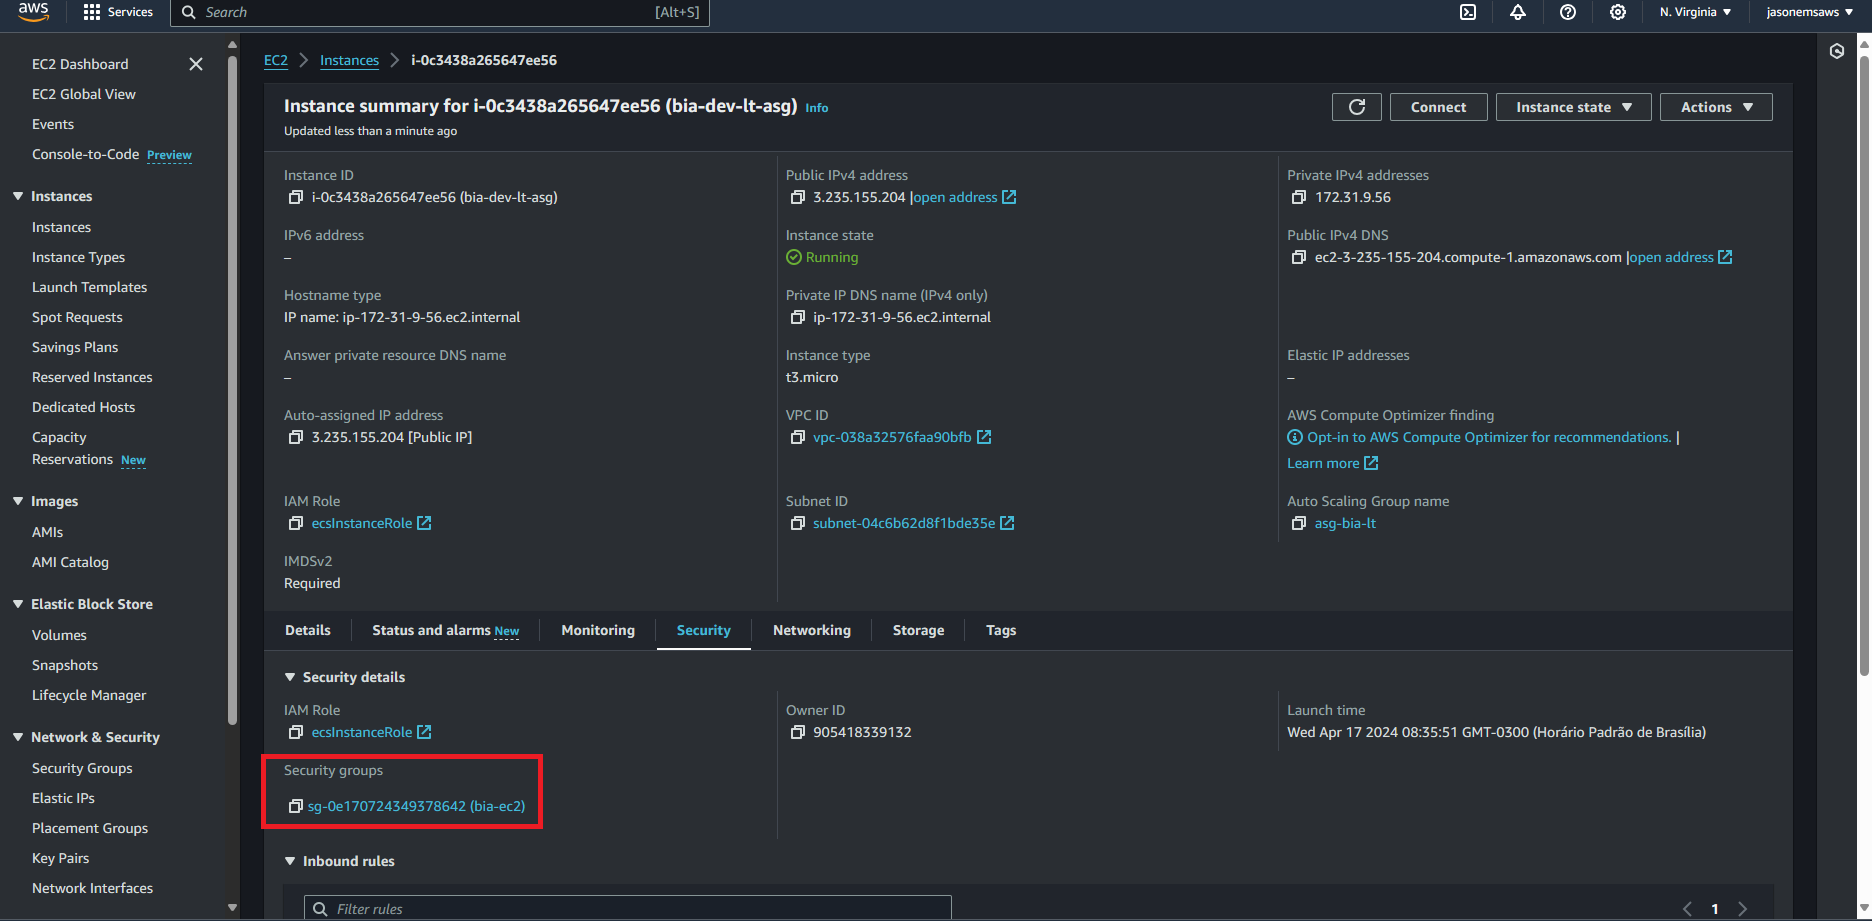 aws
Services
Search
[Alt+S]
N. Virginia
jasonemsaws
EC2 Dashboard
EC2 Global View
Events
Console-to-Code Preview
Instances
Instances
Instance Types
Launch Templates
Spot Requests
Savings Plans
Reserved Instances
Dedicated Hosts
Capacity
Reservations New
Images
AMIs
AMI Catalog
Elastic Block Store
Volumes
Snapshots
Lifecycle Manager
Network & Security
Security Groups
Elastic IPs
Placement Groups
Key Pairs
Network Interfaces
EC2
Instances
i-0c3438a265647ee56
Instance summary for i-0c3438a265647ee56 (bia-dev-lt-asg) Info
Updated less than a minute ago
Connect
Instance state
Actions
Instance ID
i-0c3438a265647ee56 (bia-dev-lt-asg)
Public IPv4 address
3.235.155.204 |open address
Private IPv4 addresses
172.31.9.56
IPv6 address
–
Instance state
Running
Public IPv4 DNS
ec2-3-235-155-204.compute-1.amazonaws.com |open address
Hostname type
IP name: ip-172-31-9-56.ec2.internal
Private IP DNS name (IPv4 only)
ip-172-31-9-56.ec2.internal
Answer private resource DNS name
–
Instance type
t3.micro
Elastic IP addresses
–
Auto-assigned IP address
3.235.155.204 [Public IP]
VPC ID
vpc-038a32576faa90bfb
AWS Compute Optimizer finding
Opt-in to AWS Compute Optimizer for recommendations. |
Learn more
IAM Role
ecsInstanceRole
Subnet ID
subnet-04c6b62d8f1bde35e
Auto Scaling Group name
asg-bia-lt
IMDSv2
Required
Details
Status and alarms New
Monitoring
Security
Networking
Storage
Tags
Security details
IAM Role
ecsInstanceRole
Owner ID
905418339132
Launch time
Wed Apr 17 2024 08:35:51 GMT-0300 (Horário Padrão de Brasília)
Security groups
sg-0e170724349378642 (bia-ec2)
Inbound rules
Filter rules
1